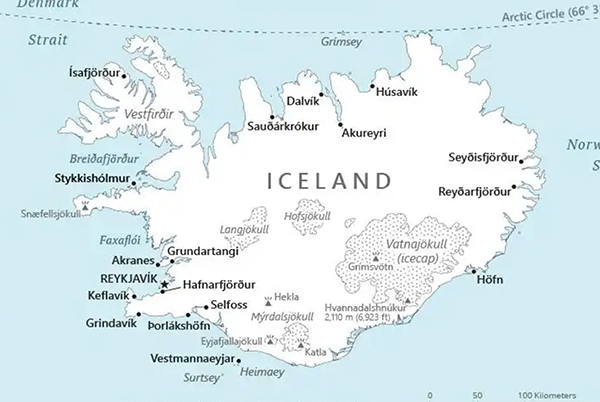 Denmark
Strait
Arctic Circle (66° 3
Grímsey
Ísafjörður
Húsavík
Dalvík
Vestfirðir
Sauðárkrókur
Akureyri
Breiðafjörður
Seyðisfjörður
Norw
S
Stykkishólmur
ICELAND
Reyðarfjörður
Snæfellsjökull
Hofsjökull
Langjökull
Faxaflói
Vatnajökull
(icecap)
Grundartangi
Akranes
Grímsvötn
REYKJAVÍK
Höfn
Hafnarfjörður
Keflavík
Hekla
Selfoss
Hvannadalshnúkur
2,110 m (6,923 ft)
Grindavík
Þorlákshöfn
Mýrdalsjökull
Eyjafjallajökull
Katla
Vestmannaeyjar
Surtsey
Heimaey
0 50 100 Kilometers